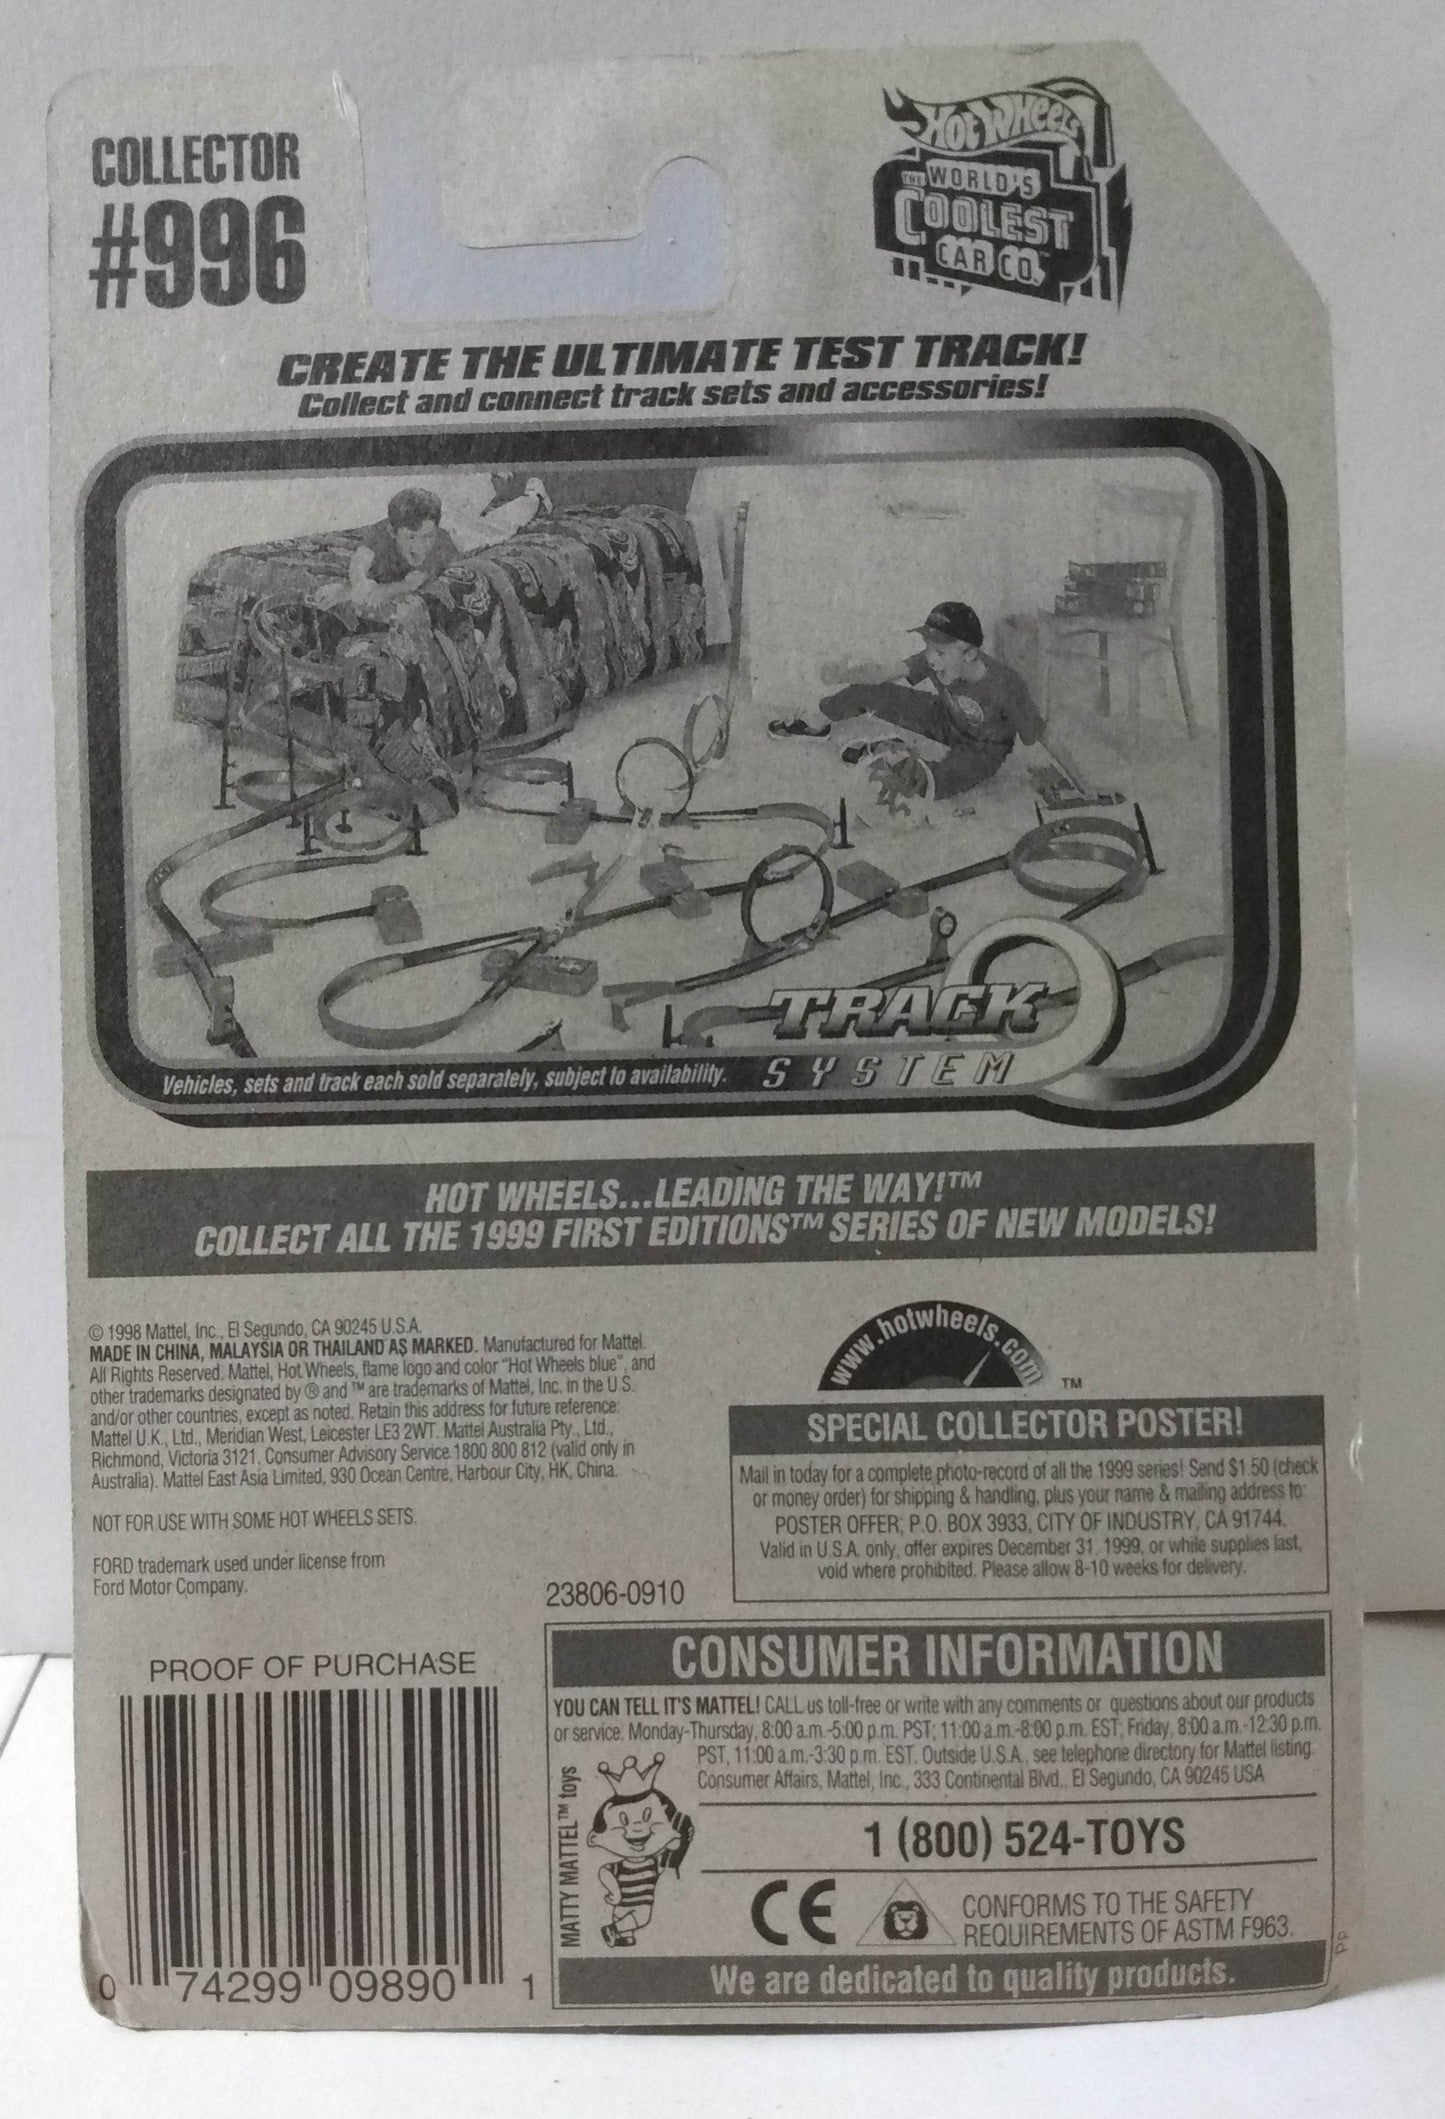 COLLECTOR
#996
HOT WHEELS
THE WORLD'S
COOLEST
CAR CO.™
CREATE THE ULTIMATE TEST TRACK!
Collect and connect track sets and accessories!
TRACK
SYSTEM
Vehicles, sets and track each sold separately, subject to availability.
HOT WHEELS...LEADING THE WAY!™
COLLECT ALL THE 1999 FIRST EDITIONS™ SERIES OF NEW MODELS!
© 1998 Mattel, Inc., El Segundo, CA 90245 U.S.A.
MADE IN CHINA, MALAYSIA OR THAILAND AS MARKED. Manufactured for Mattel.
All Rights Reserved. Mattel, Hot Wheels, flame logo and color "Hot Wheels blue", and
other trademarks designated by ® and ™ are trademarks of Mattel, Inc. in the U.S.
and/or other countries, except as noted. Retain this address for future reference:
Mattel U.K., Ltd., Meridian West, Leicester LE3 2WT. Mattel Australia Pty., Ltd.,
Richmond, Victoria 3121. Consumer Advisory Service 1800 800 812 (valid only in
Australia). Mattel East Asia Limited, 930 Ocean Centre, Harbour City, HK, China.
NOT FOR USE WITH SOME HOT WHEELS SETS.
FORD trademark used under license from
Ford Motor Company.
23806-0910
www.hotwheels.com
™
SPECIAL COLLECTOR POSTER!
Mail in today for a complete photo-record of all the 1999 series! Send $1.50 (check
or money order) for shipping & handling, plus your name & mailing address to:
POSTER OFFER, P.O. BOX 3933, CITY OF INDUSTRY, CA 91744.
Valid in U.S.A. only, offer expires December 31, 1999, or while supplies last,
void where prohibited. Please allow 8-10 weeks for delivery.
PROOF OF PURCHASE
0 74299 09890 1
CONSUMER INFORMATION
YOU CAN TELL IT'S MATTEL! CALL us toll-free or write with any comments or questions about our products
or service. Monday-Thursday, 8:00 a.m.-5:00 p.m. PST; 11:00 a.m.-8:00 p.m. EST; Friday, 8:00 a.m.-12:30 p.m.
PST, 11:00 a.m.-3:30 p.m. EST. Outside U.S.A., see telephone directory for Mattel listing.
Consumer Affairs, Mattel, Inc., 333 Continental Blvd., El Segundo, CA 90245 USA
MATTY MATTEL™ toys
1 (800) 524-TOYS
CE
CONFORMS TO THE SAFETY
REQUIREMENTS OF ASTM F963.
We are dedicated to quality products.
PP